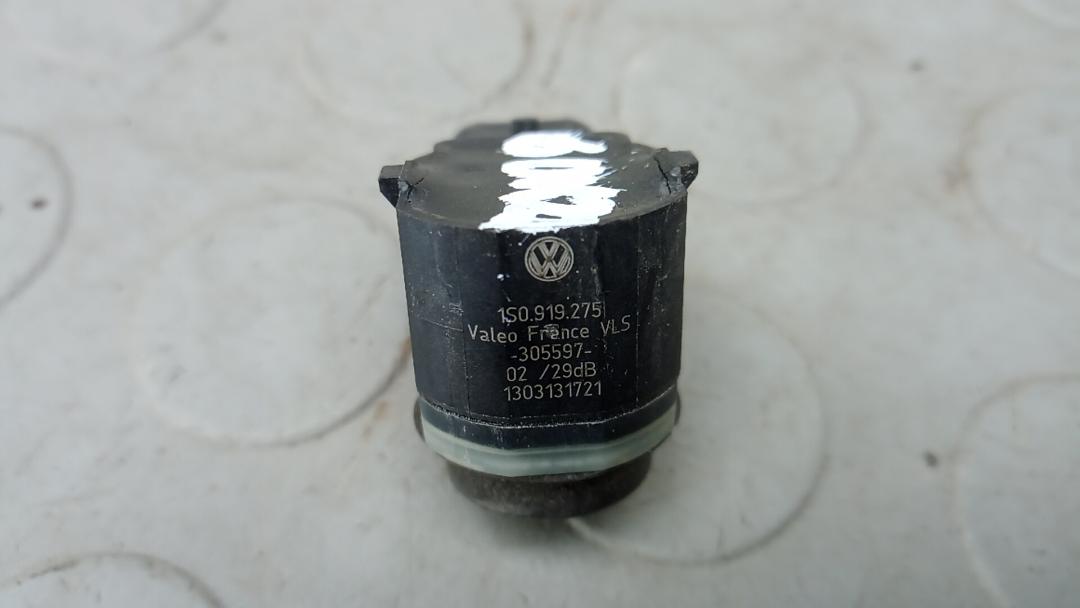 1S0.919.275
Valeo France VLS
-305597-
02 /29dB
1303131721